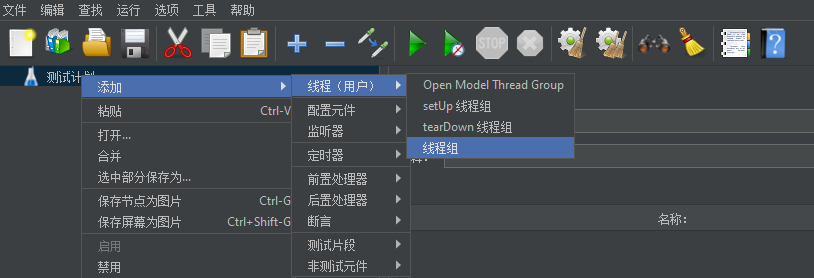 文件 编辑 查找 运行 选项 工具 帮助
STOP
测试计划
添加
粘贴 Ctrl-V
打开...
合并
选中部分保存为...
保存节点为图片 Ctrl-G
保存屏幕为图片 Ctrl+Shift-G
启用
禁用
线程（用户）
配置元件
监听器
定时器
前置处理器
后置处理器
断言
测试片段
非测试元件
Open Model Thread Group
setUp 线程组
tearDown 线程组
线程组
名称: